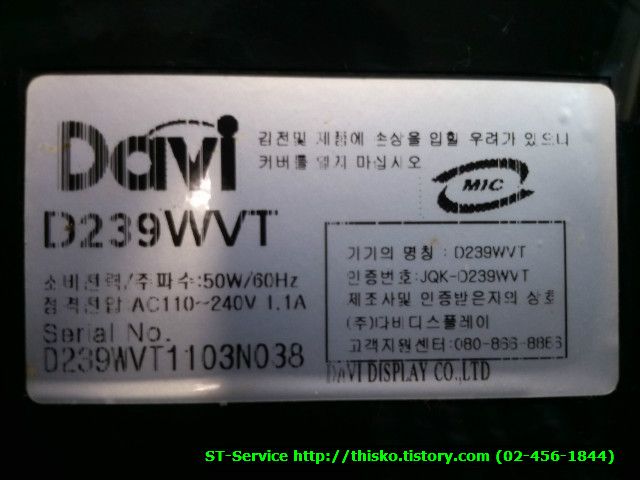 Davi
감전및 제품에 손상을 입힐 우려가 있으니
커버를 열지 마십시오
MIC
D239WVT
소비전력/주파수:50W/60Hz
정격전압 AC110~240V 1.1A
Serial No.
D239WVT1103N038
기기의 명칭 : D239WVT
인증번호:JQK-D239WVT
제조사및 인증받은자의 상호
(주)다비디스플레이
고객지원센터:080-866-8866
DAVI DISPLAY CO.,LTD
ST-Service http://thisko.tistory.com (02-456-1844)